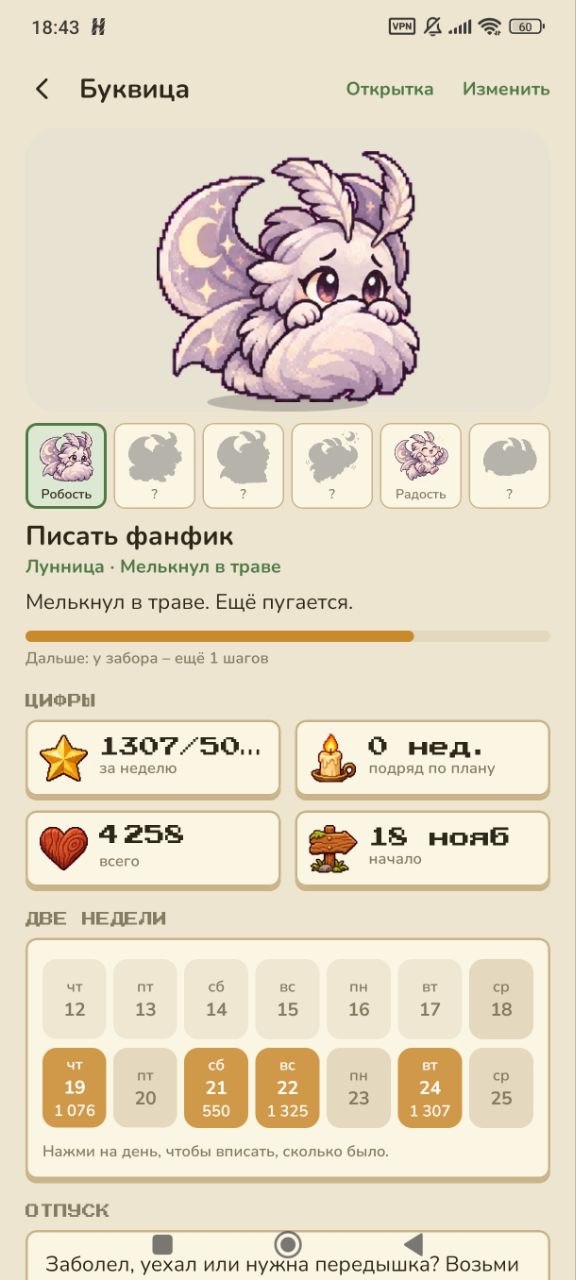 18:43
VPN
60
Буквица
Открытка Изменить
Робость ? ? ? Радость ?
Писать фанфик
Лунница · Мелькнул в траве
Мелькнул в траве. Ещё пугается.
Дальше: у забора – ещё 1 шагов
ЦИФРЫ
1307/50...
за неделю
0 нед.
подряд по плану
4 258
всего
18 нояб
начало
ДВЕ НЕДЕЛИ
чт пт сб вс пн вт ср
12 13 14 15 16 17 18
чт пт сб вс пн вт ср
19 20 21 22 23 24 25
1 076 550 1 325 1 307
Нажми на день, чтобы вписать, сколько было.
ОТПУСК
Заболел, уехал или нужна передышка? Возьми